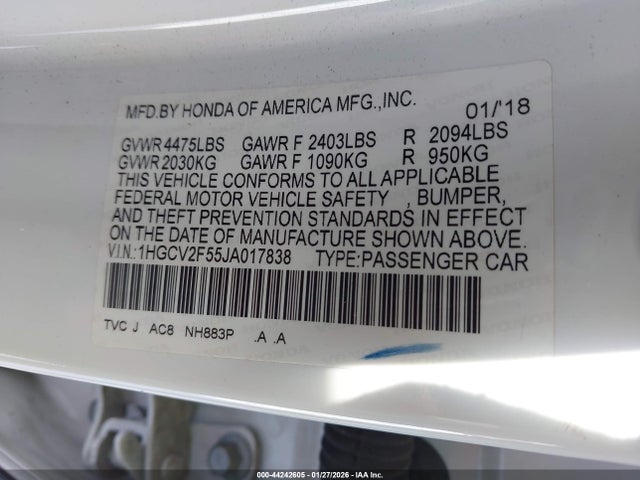 MFD.BY HONDA OF AMERICA MFG.,INC. 01/'18
GVWR 4475LBS GAWR F 2403LBS R 2094LBS
GVWR 2030KG GAWR F 1090KG R 950KG
THIS VEHICLE CONFORMS TO ALL APPLICABLE
FEDERAL MOTOR VEHICLE SAFETY , BUMPER,
AND THEFT PREVENTION STANDARDS IN EFFECT
ON THE DATE OF MANUFACTURE SHOWN ABOVE.
V.I.N.:1HGCV2F55JA017838 TYPE:PASSENGER CAR
TVC J AC8 NH883P .A .A
000-44242605 - 01/27/2026 - IAA Inc.